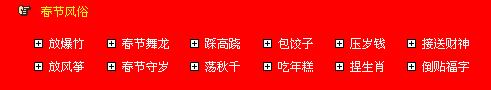 春节风俗
放爆竹 春节舞龙 踩高跷 包饺子 压岁钱 接送财神
放风筝 春节守岁 荡秋千 吃年糕 捏生肖 倒贴福字